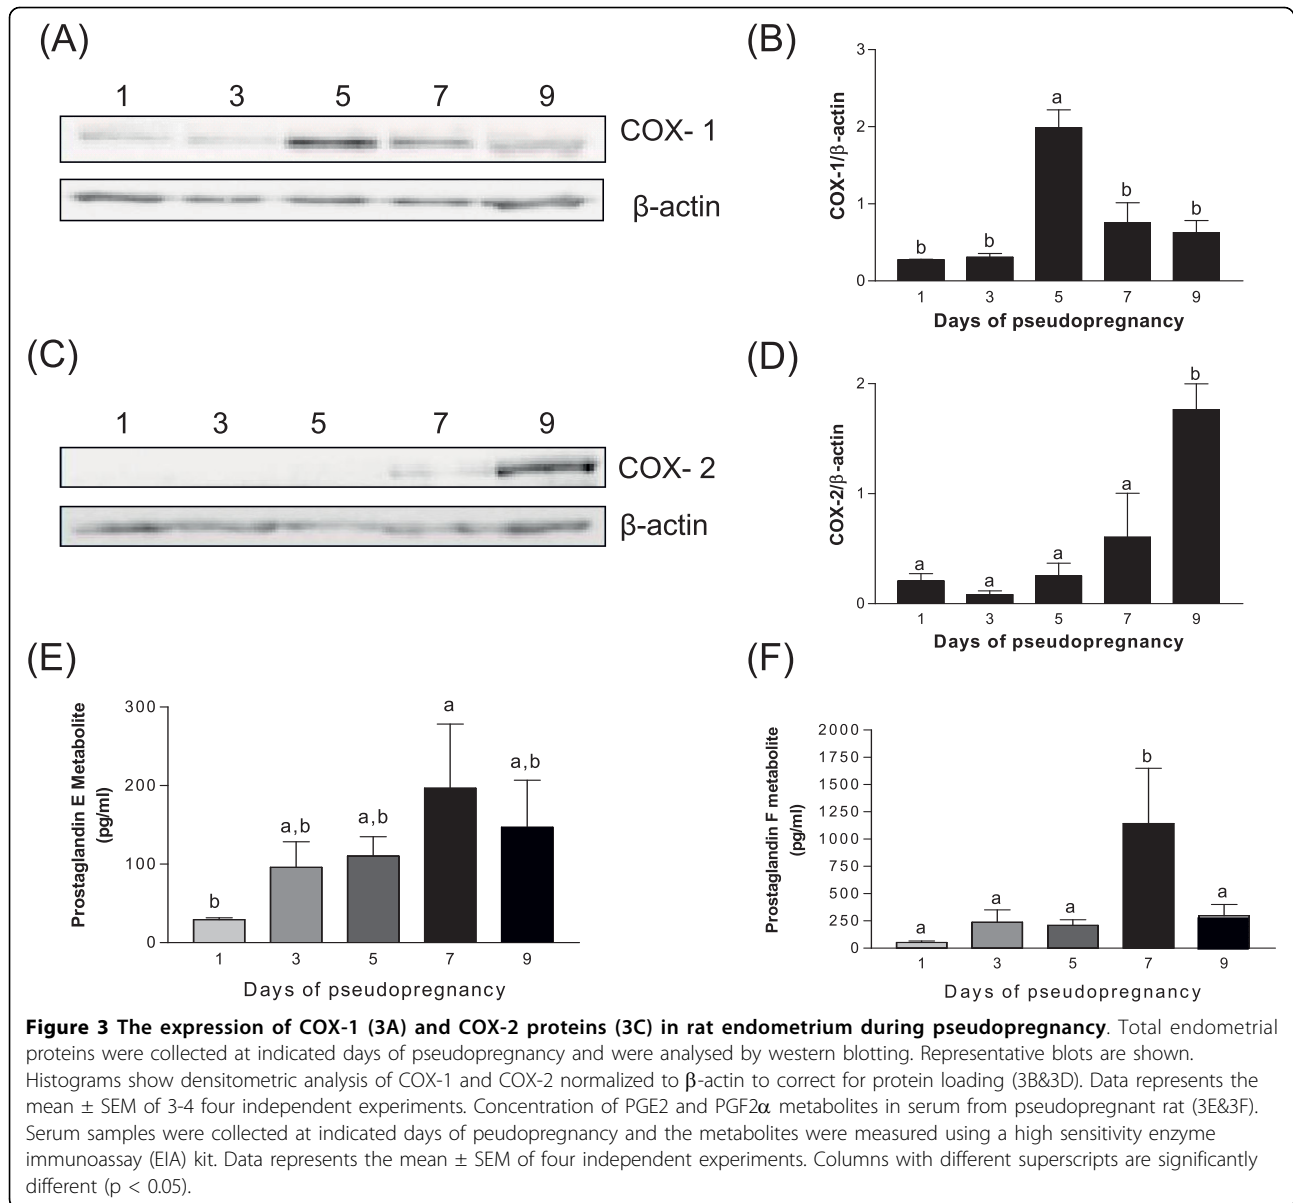 (A)
1 3 5 7 9
COX- 1
β-actin
(B)
COX-1/β-actin
3
2
1
0
b b a b b
1 3 5 7 9
Days of pseudopregnancy
(C)
1 3 5 7 9
COX- 2
β-actin
(D)
COX-2/β-actin
2
1
0
a a a a b
1 3 5 7 9
Days of pseudopregnancy
(E)
Prostaglandin E Metabolite
(pg/ml)
300
200
100
0
b a,b a,b a a,b
1 3 5 7 9
Days of pseudopregnancy
(F)
Prostaglandin F metabolite
(pg/ml)
2000
1750
1500
1250
1000
750
500
250
0
a a a b a
1 3 5 7 9
Days of pseudopregnancy
Figure 3 The expression of COX-1 (3A) and COX-2 proteins (3C) in rat endometrium during pseudopregnancy. Total endometrial
proteins were collected at indicated days of pseudopregnancy and were analysed by western blotting. Representative blots are shown.
Histograms show densitometric analysis of COX-1 and COX-2 normalized to β-actin to correct for protein loading (3B&3D). Data represents the
mean ± SEM of 3-4 four independent experiments. Concentration of PGE2 and PGF2α metabolites in serum from pseudopregnant rat (3E&3F).
Serum samples were collected at indicated days of peudopregnancy and the metabolites were measured using a high sensitivity enzyme
immunoassay (EIA) kit. Data represents the mean ± SEM of four independent experiments. Columns with different superscripts are significantly
different (p < 0.05).